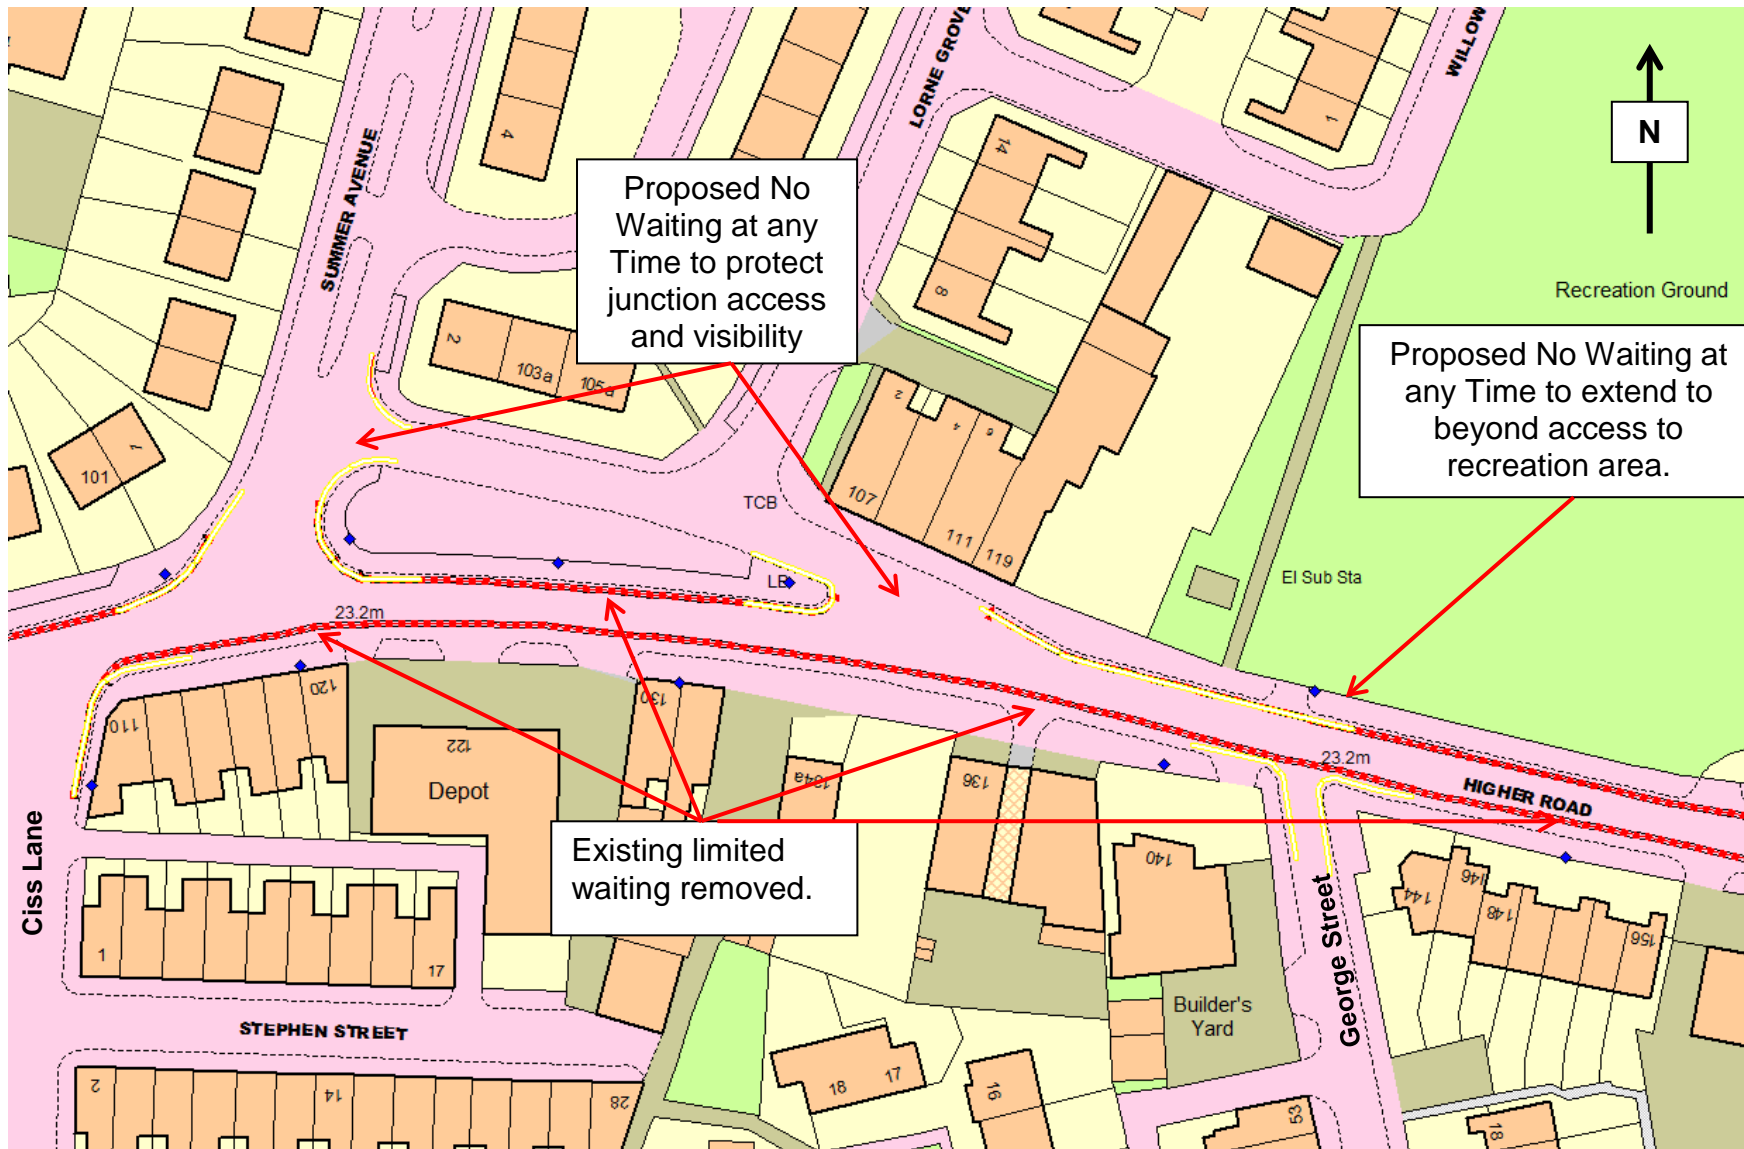 LORNE GROVE
WILLOW
SUMMER AVENUE
4
14
1
N
Proposed No
Waiting at any
Time to protect
junction access
and visibility
8
Recreation Ground
2
103a
105a
Proposed No Waiting at
any Time to extend to
beyond access to
recreation area.
2
4
6
101
7
TCB
107
111
119
LB
El Sub Sta
23.2m
23.2m
HIGHER ROAD
110
120
122
Depot
130
134a
136
140
144
146
148
156
Existing limited
waiting removed.
Ciss Lane
George Street
1
17
Builder's
Yard
STEPHEN STREET
2
14
28
18
17
16
53
18